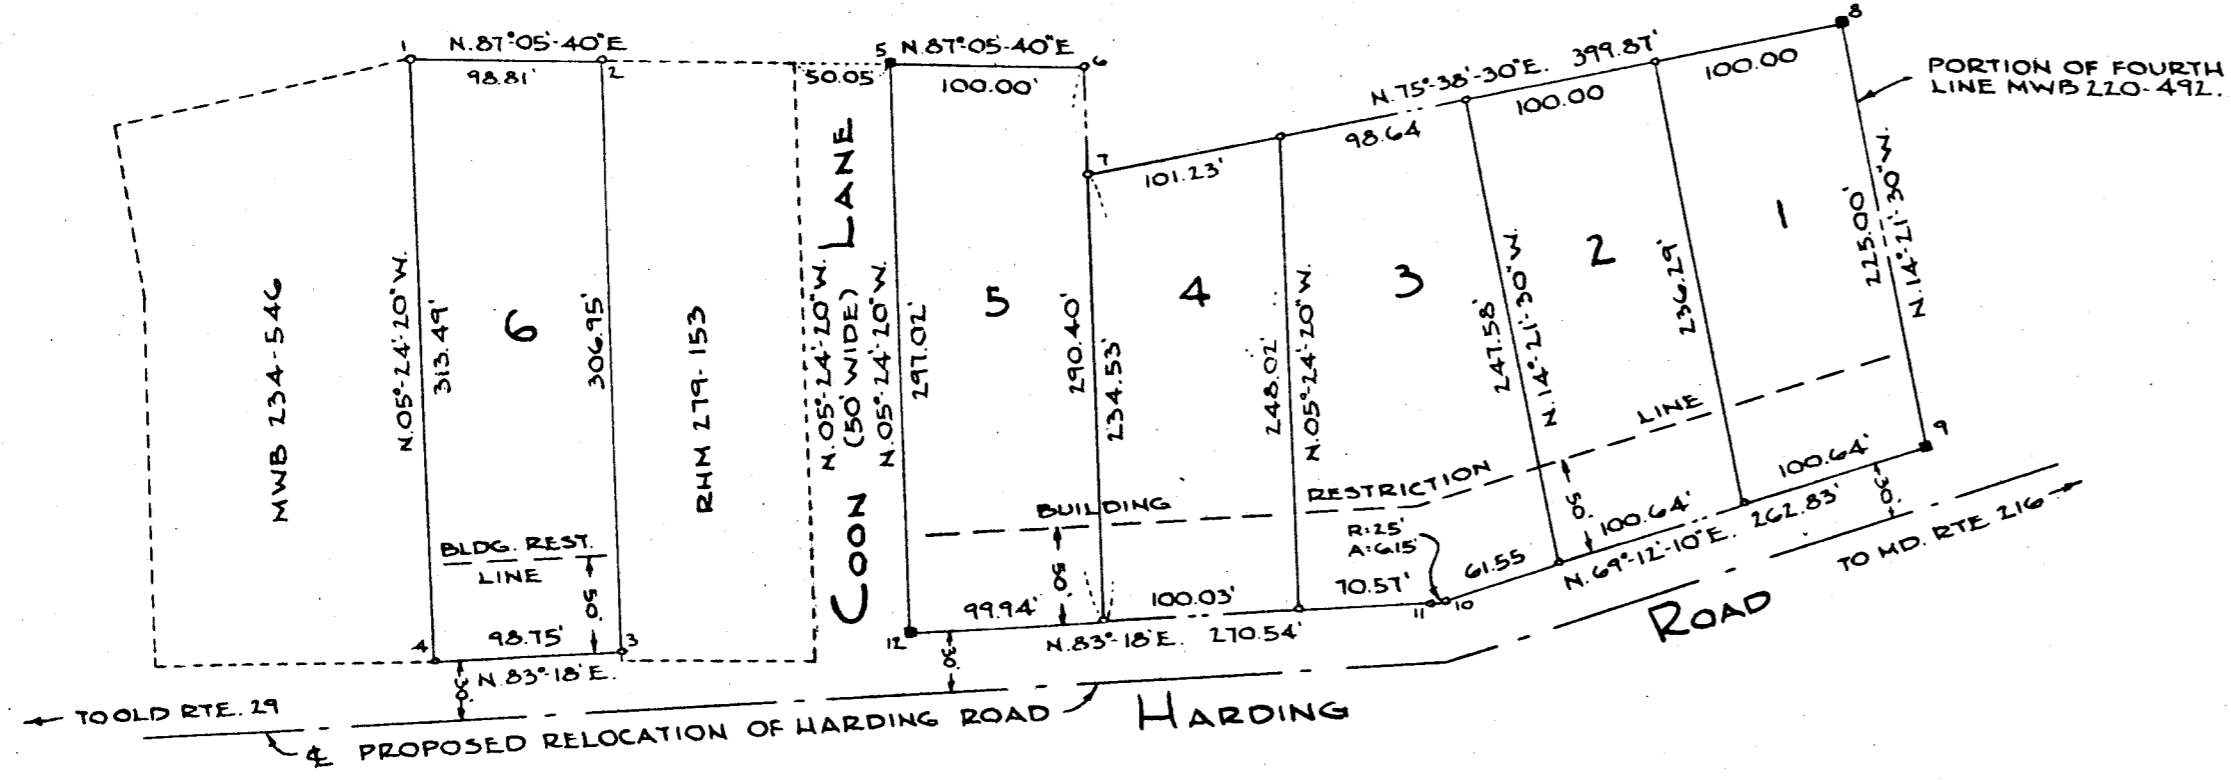 1
N.87°05'-40"E
98.81'
2
50.05'
5
N.87°05'-40"E
6
100.00'
7
101.23'
98.64
N.75°-38'-30"E. 399.87'
100.00
100.00
8
PORTION OF FOURTH
LINE MWB 220-492.
MWB 234-546
N.05°-24'-20"W.
313.49'
6
306.95'
RHM 279-153
N.05°-24'-20"W.
COON LANE
(50' WIDE)
N.05°-24'-20"W.
297.02'
5
290.40'
234.53'
4
248.02'
N.05°-24'-20"W.
3
247.58'
N.14°-21'-30"W.
2
236.29'
1
225.00'
N.14°-21'-30"W.
BLDG. REST.
LINE
50'
BUILDING RESTRICTION LINE
50'
50'
R:25'
A:6.15'
4
98.75'
3
N.83°-18'E.
30'
12
99.94'
100.03'
70.57'
11
10
61.55
100.64'
100.64'
9
N.83°-18'E. 270.54'
30'
N.69°-12'-10"E. 262.83'
30'
TO MD. RTE 216
TO OLD RTE. 29
℄ PROPOSED RELOCATION OF HARDING ROAD
HARDING ROAD